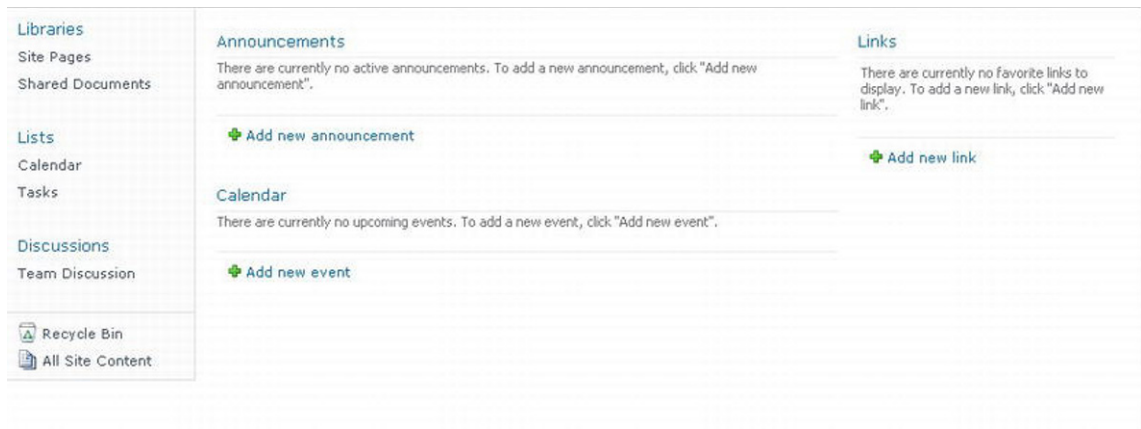 Libraries
Site Pages
Shared Documents
Lists
Calendar
Tasks
Discussions
Team Discussion
Recycle Bin
All Site Content
Announcements
There are currently no active announcements. To add a new announcement, click "Add new
announcement".
Add new announcement
Calendar
There are currently no upcoming events. To add a new event, click "Add new event".
Add new event
Links
There are currently no favorite links to
display. To add a new link, click "Add new
link".
Add new link